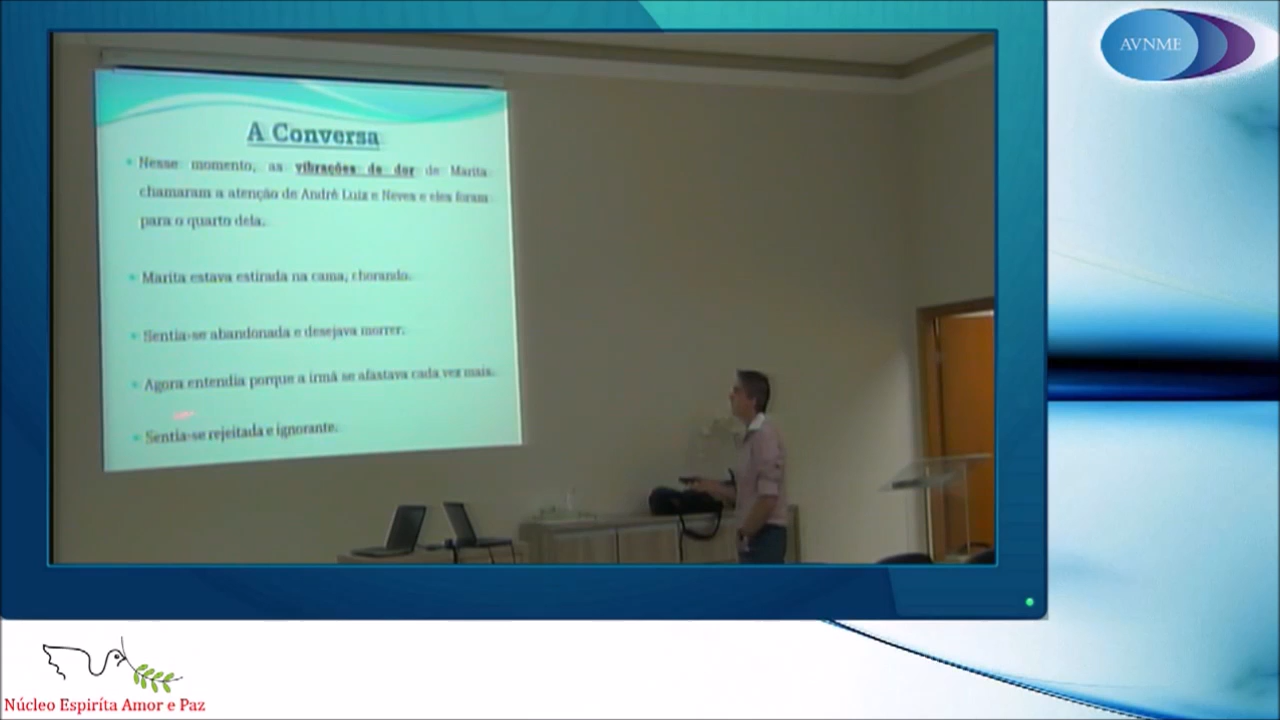 AVNME
A Conversa
Nesse momento, as vibrações de dor de Marita
chamaram a atenção de André Luiz e Neves e eles foram
para o quarto dela.
Marita estava estirada na cama, chorando.
Sentia-se abandonada e desejava morrer.
Agora entendia porque a irmã se afastava cada vez mais.
Sentia-se rejeitada e ignorante.
Núcleo Espiríta Amor e Paz